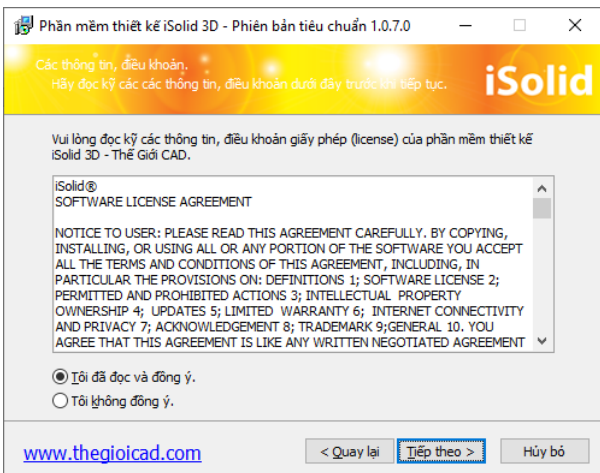 Phần mềm thiết kế iSolid 3D - Phiên bản tiêu chuẩn 1.0.7.0
Các thông tin, điều khoản.
Hãy đọc kỹ các các thông tin, điều khoản dưới đây trước khi tiếp tục.
iSolid
Vui lòng đọc kỹ các thông tin, điều khoản giấy phép (license) của phần mềm thiết kế
iSolid 3D - Thế Giới CAD.
iSolid®
SOFTWARE LICENSE AGREEMENT
NOTICE TO USER: PLEASE READ THIS AGREEMENT CAREFULLY. BY COPYING,
INSTALLING, OR USING ALL OR ANY PORTION OF THE SOFTWARE YOU ACCEPT
ALL THE TERMS AND CONDITIONS OF THIS AGREEMENT, INCLUDING, IN
PARTICULAR THE PROVISIONS ON: DEFINITIONS 1; SOFTWARE LICENSE 2;
PERMITTED AND PROHIBITED ACTIONS 3; INTELLECTUAL PROPERTY
OWNERSHIP 4; UPDATES 5; LIMITED WARRANTY 6; INTERNET CONNECTIVITY
AND PRIVACY 7; ACKNOWLEDGEMENT 8; TRADEMARK 9;GENERAL 10. YOU
AGREE THAT THIS AGREEMENT IS LIKE ANY WRITTEN NEGOTIATED AGREEMENT
Tôi đã đọc và đồng ý.
Tôi không đồng ý.
www.thegioicad.com
< Quay lại
Tiếp theo >
Hủy bỏ